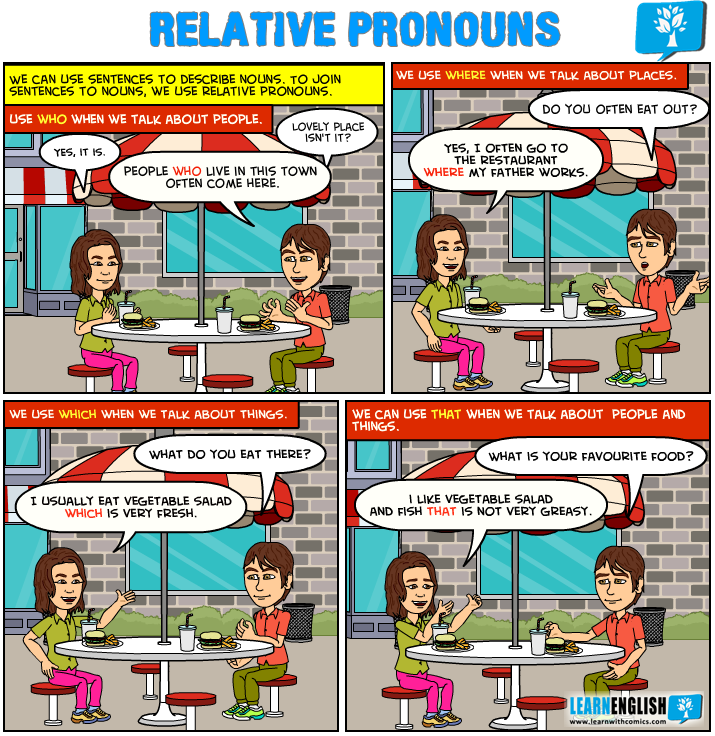 RELATIVE PRONOUNS
WE CAN USE SENTENCES TO DESCRIBE NOUNS. TO JOIN
SENTENCES TO NOUNS, WE USE RELATIVE PRONOUNS.
USE WHO WHEN WE TALK ABOUT PEOPLE.
LOVELY PLACE
ISN'T IT?
YES, IT IS.
PEOPLE WHO LIVE IN THIS TOWN
OFTEN COME HERE.
WE USE WHERE WHEN WE TALK ABOUT PLACES.
DO YOU OFTEN EAT OUT?
YES, I OFTEN GO TO
THE RESTAURANT
WHERE MY FATHER WORKS.
WE USE WHICH WHEN WE TALK ABOUT THINGS.
WHAT DO YOU EAT THERE?
I USUALLY EAT VEGETABLE SALAD
WHICH IS VERY FRESH.
WE CAN USE THAT WHEN WE TALK ABOUT PEOPLE AND
THINGS.
WHAT IS YOUR FAVOURITE FOOD?
I LIKE VEGETABLE SALAD
AND FISH THAT IS NOT VERY GREASY.
LEARNENGLISH
www.learnwithcomics.com